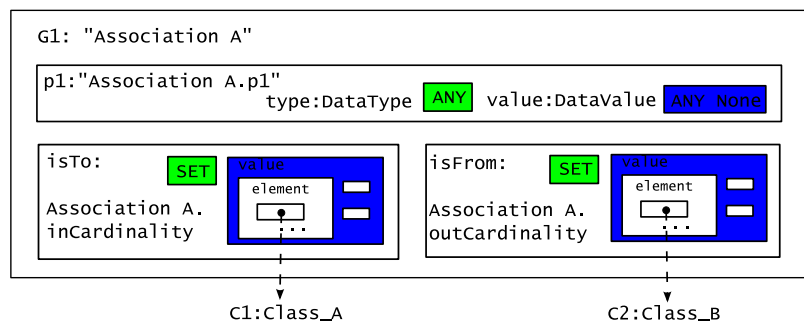 G1: "Association A"
p1:"Association A.p1"
type:DataType ANY value:DataValue ANY None
isTo: SET value
element
Association A.
inCardinality
...
isFrom: SET value
element
Association A.
outCardinality
...
C1:Class_A
C2:Class_B